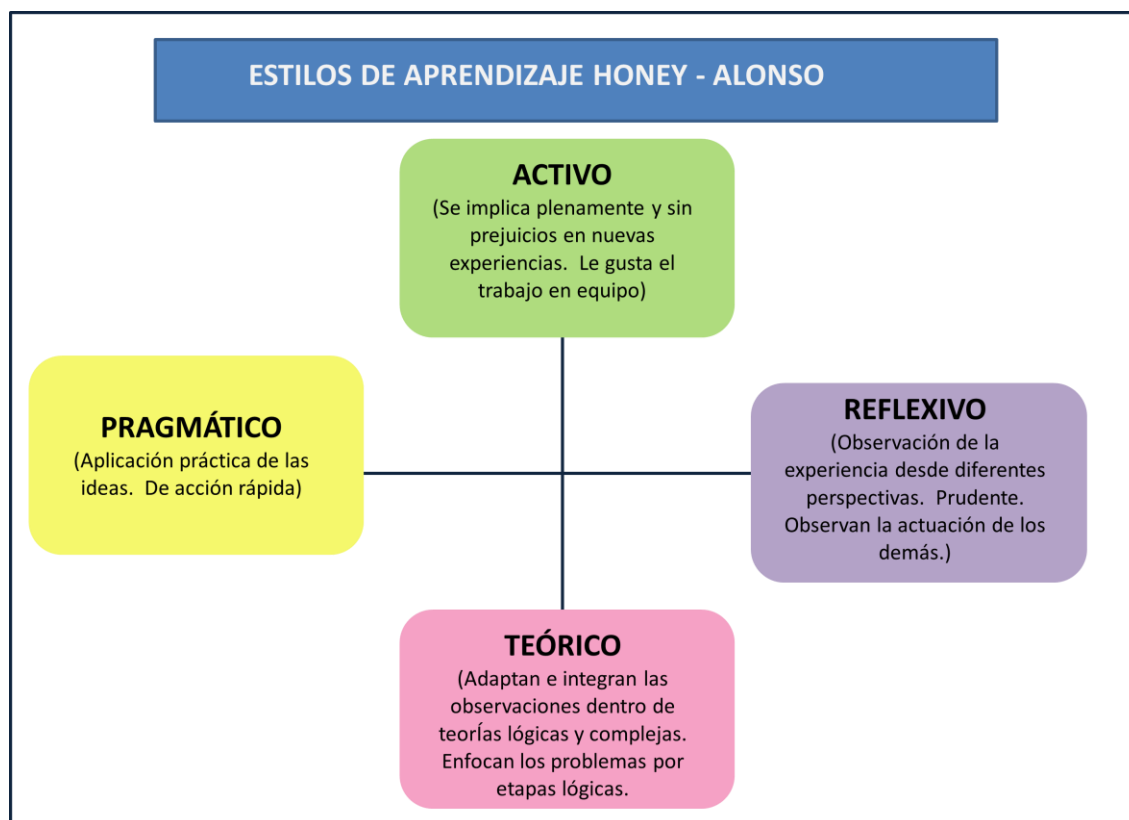 ESTILOS DE APRENDIZAJE HONEY - ALONSO
ACTIVO
(Se implica plenamente y sin
prejuicios en nuevas
experiencias.  Le gusta el
trabajo en equipo)
PRAGMÁTICO
(Aplicación práctica de las
ideas.  De acción rápida)
REFLEXIVO
(Observación de la
experiencia desde diferentes
perspectivas.  Prudente.
Observan la actuación de los
demás.)
TEÓRICO
(Adaptan e integran las
observaciones dentro de
teorÍas lógicas y complejas.
Enfocan los problemas por
etapas lógicas.